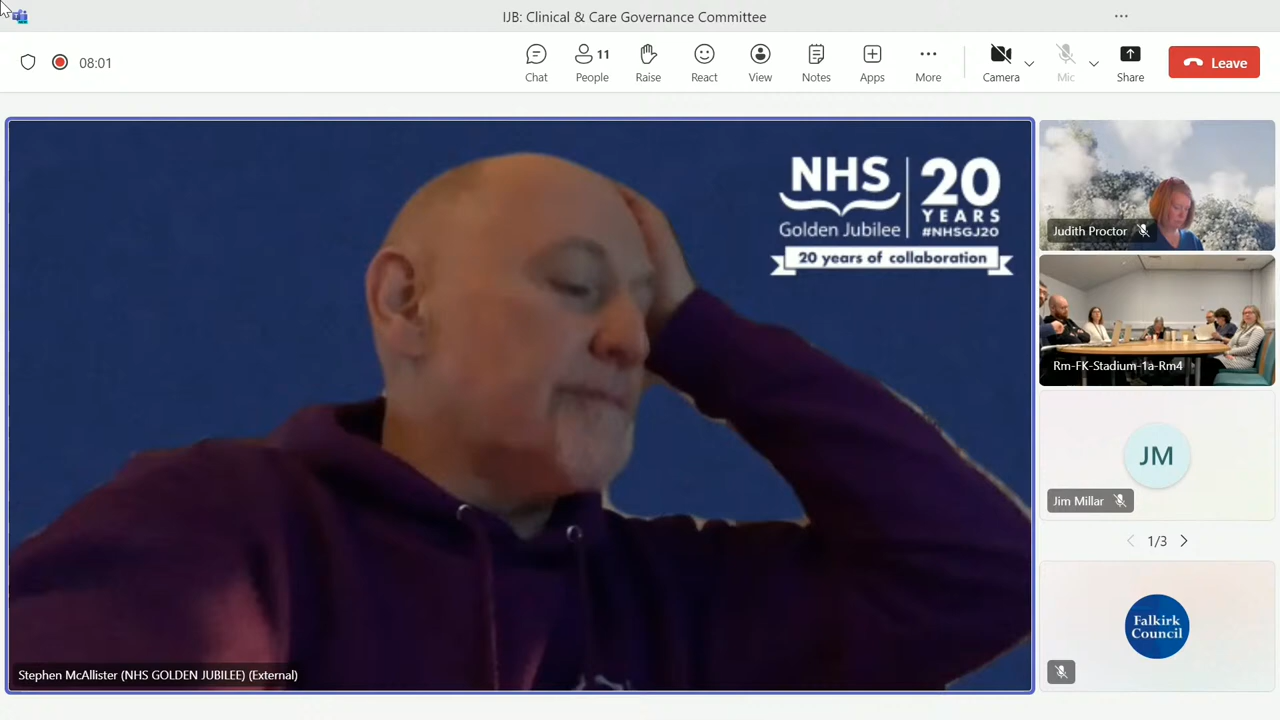 IJB: Clinical & Care Governance Committee
08:01
Chat
People 11
Raise
React
View
Notes
Apps
More
Camera
Mic
Share
Leave
NHS
Golden Jubilee
20
YEARS
#NHSGJ20
20 years of collaboration
Stephen McAllister (NHS GOLDEN JUBILEE) (External)
Judith Proctor
Rm-FK-Stadium-1a-Rm4
JM
Jim Millar
1/3
Falkirk
Council